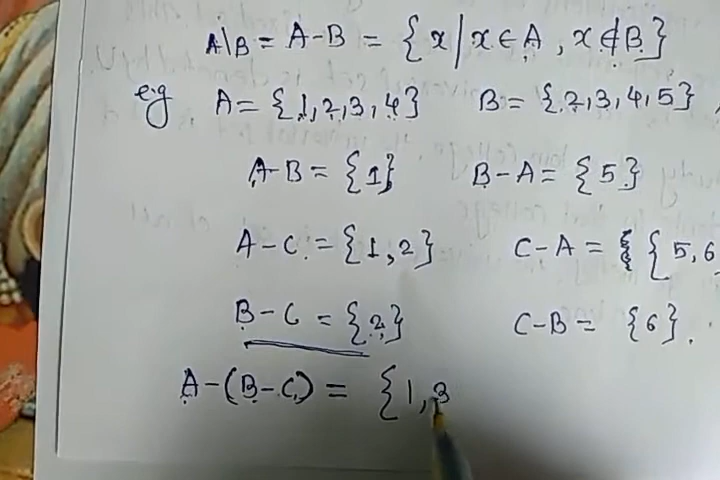 A\B = A-B = {x | x ∈ A, x ∉ B}
e.g A = {1,2,3,4} B = {2,3,4,5},
A-B = {1} B-A = {5}
A-C = {1,2} C-A = {5,6
B-C = {2} C-B = {6}.
A-(B-C) = {1,3